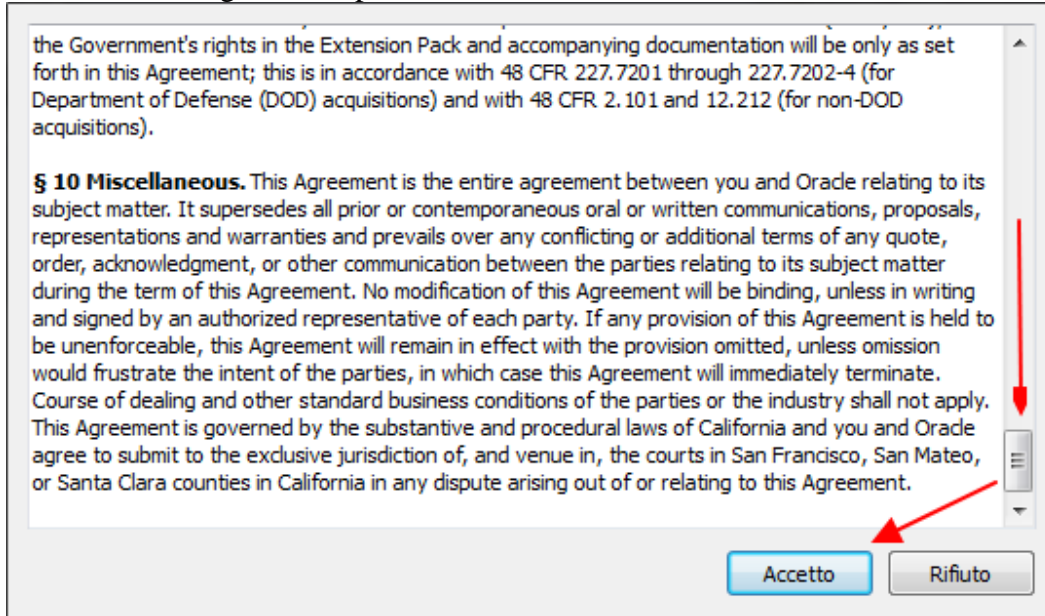 the Government's rights in the Extension Pack and accompanying documentation will be only as set
forth in this Agreement; this is in accordance with 48 CFR 227.7201 through 227.7202-4 (for
Department of Defense (DOD) acquisitions) and with 48 CFR 2.101 and 12.212 (for non-DOD
acquisitions).
§ 10 Miscellaneous. This Agreement is the entire agreement between you and Oracle relating to its
subject matter. It supersedes all prior or contemporaneous oral or written communications, proposals,
representations and warranties and prevails over any conflicting or additional terms of any quote,
order, acknowledgment, or other communication between the parties relating to its subject matter
during the term of this Agreement. No modification of this Agreement will be binding, unless in writing
and signed by an authorized representative of each party. If any provision of this Agreement is held to
be unenforceable, this Agreement will remain in effect with the provision omitted, unless omission
would frustrate the intent of the parties, in which case this Agreement will immediately terminate.
Course of dealing and other standard business conditions of the parties or the industry shall not apply.
This Agreement is governed by the substantive and procedural laws of California and you and Oracle
agree to submit to the exclusive jurisdiction of, and venue in, the courts in San Francisco, San Mateo,
or Santa Clara counties in California in any dispute arising out of or relating to this Agreement.
Accetto Rifiuto